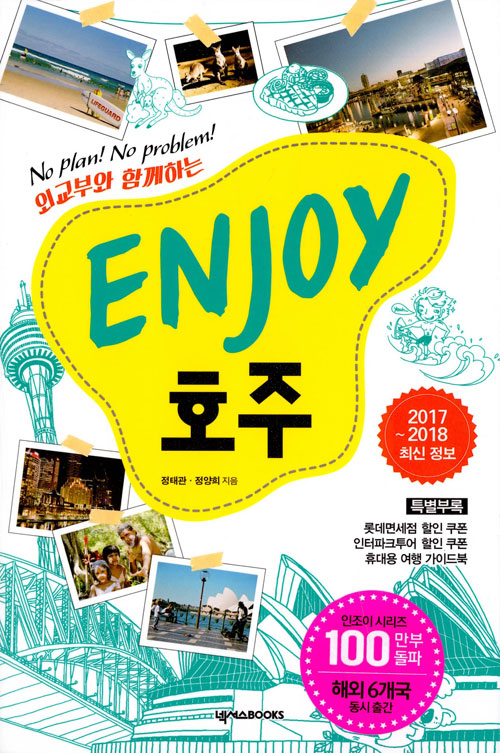 LIFEGUARD
No plan! No problem!
외교부와 함께하는
ENJOY
호주
정태관 · 정양희 지음
2017
~2018
최신 정보
특별부록
롯데면세점 할인 쿠폰
인터파크투어 할인 쿠폰
휴대용 여행 가이드북
인조이 시리즈
100만부
돌파
해외 6개국
동시 출간
넥서스BOOKS